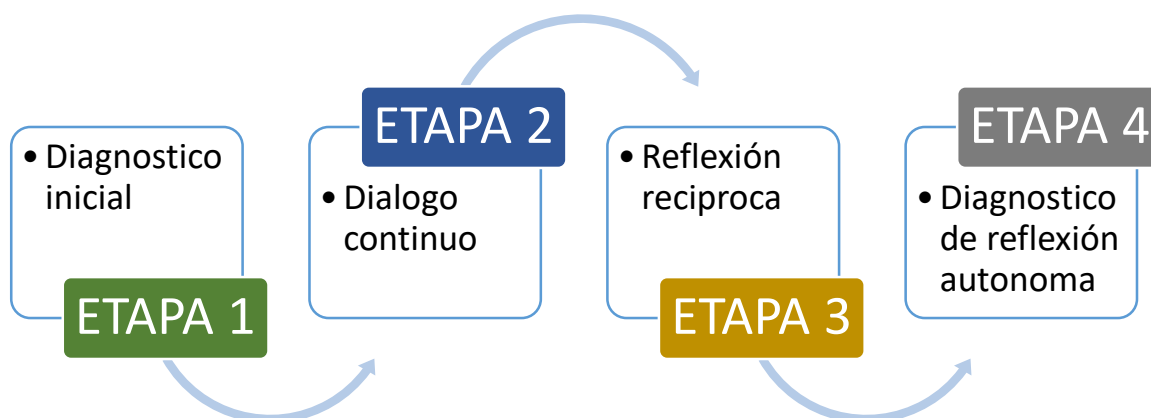 • Diagnostico
inicial
ETAPA 1
ETAPA 2
• Dialogo
continuo
• Reflexión
reciproca
ETAPA 3
ETAPA 4
• Diagnostico
de reflexión
autonoma